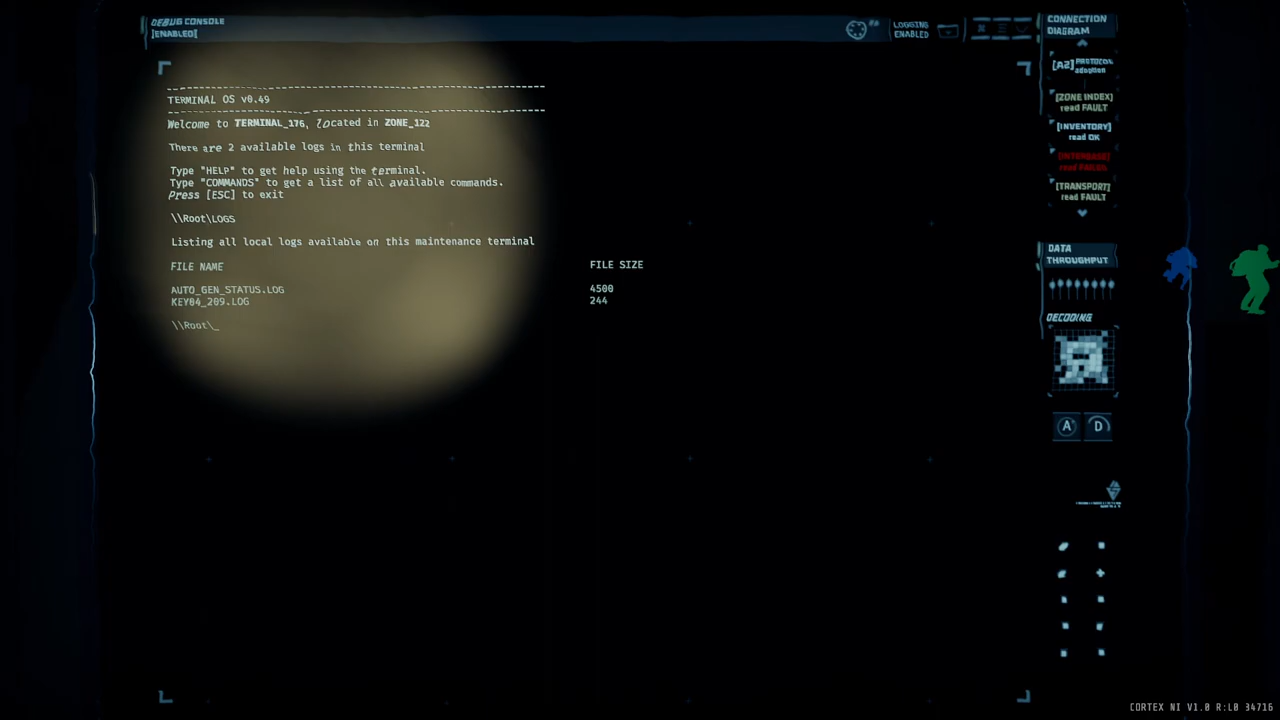 DEBUG CONSOLE
[ENABLED]
LOGGING
ENABLED
TERMINAL OS v0.49
Welcome to TERMINAL_176, located in ZONE_122
There are 2 available logs in this terminal
Type "HELP" to get help using the terminal.
Type "COMMANDS" to get a list of all available commands.
Press [ESC] to exit
\\Root\LOGS
Listing all local logs available on this maintenance terminal
FILE NAME FILE SIZE
AUTO_GEN_STATUS.LOG 4500
KEY04_209.LOG 244
\\Root\_
CONNECTION
DIAGRAM
[A2] PROTOCOL
adaption
[ZONE INDEX]
read FAULT
[INVENTORY]
read OK
read FAILED
[TRANSPORT]
read FAULT
DATA
THROUGHPUT
DECODING
A D
CORTEX NI V1.0 R:L0 34716